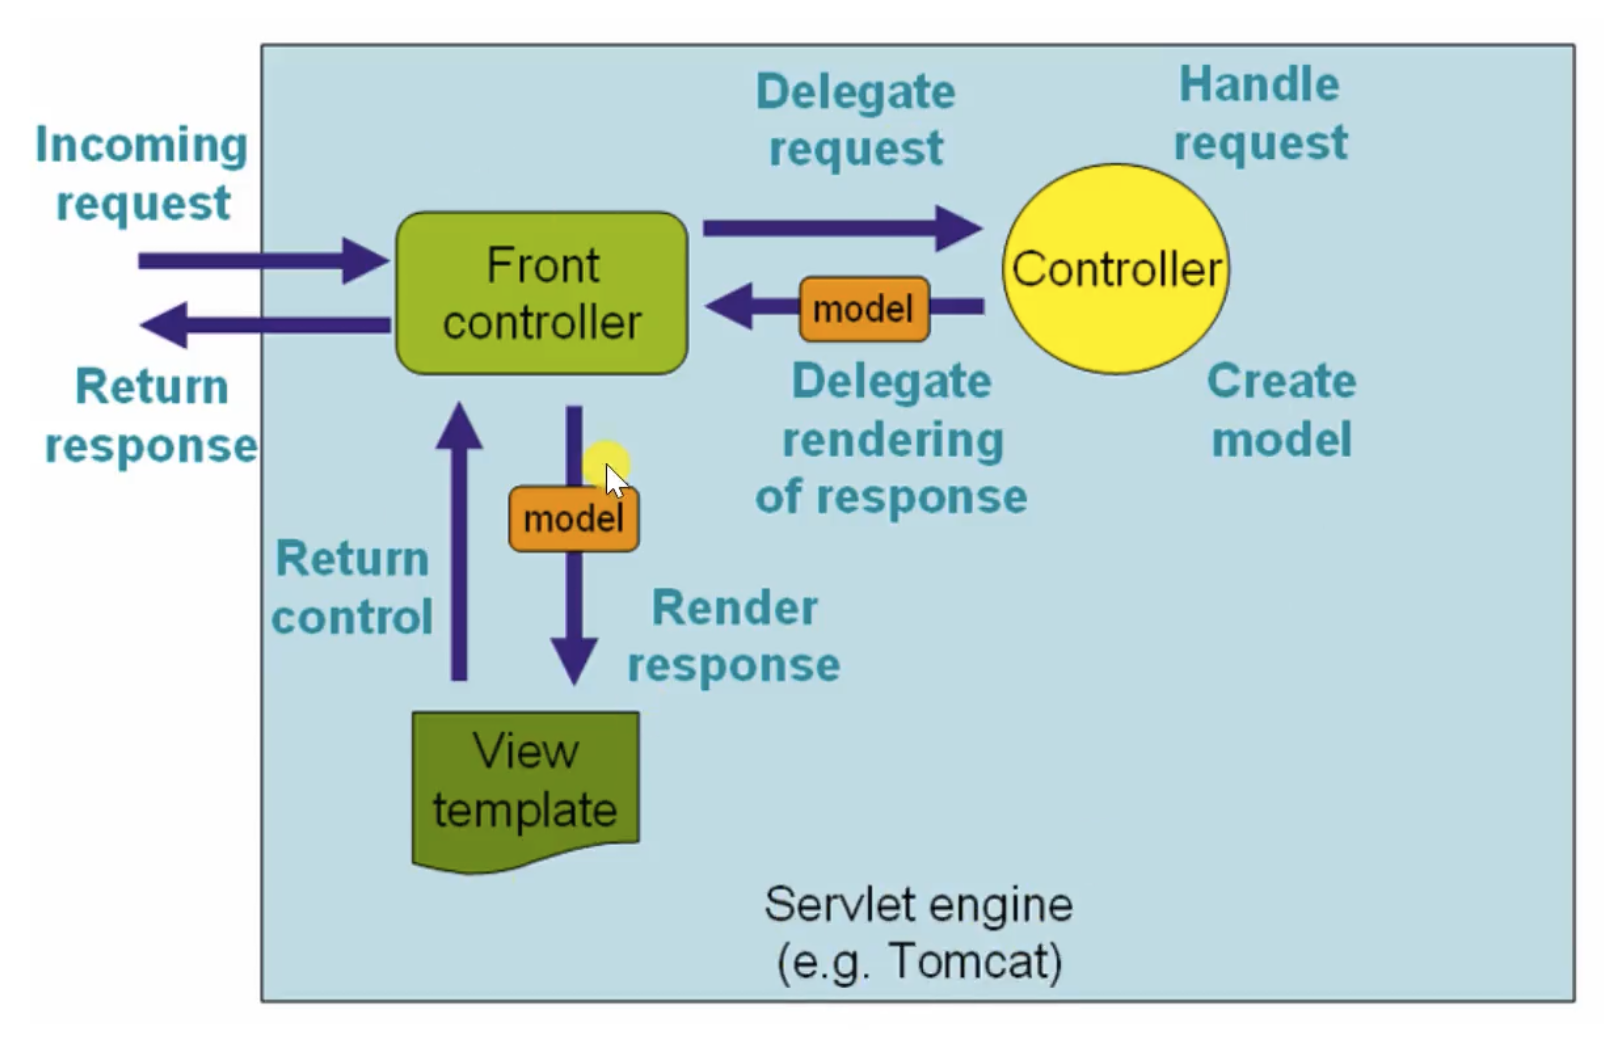 Incoming
request
Return
response
Front
controller
Delegate
request
Handle
request
Controller
model
Delegate
rendering
of response
Create
model
Return
control
model
Render
response
View
template
Servlet engine
(e.g. Tomcat)